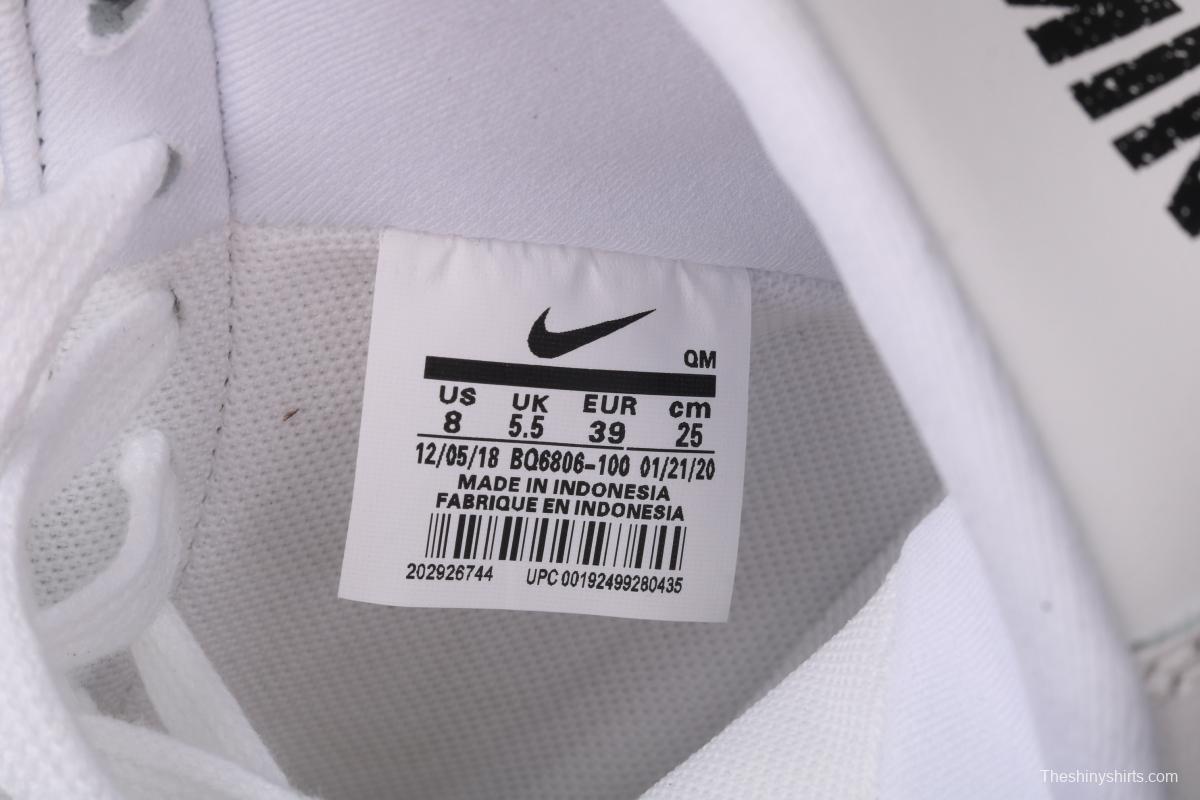 QM
US UK EUR cm
8 5.5 39 25
12/05/18 BQ6806-100 01/21/20
MADE IN INDONESIA
FABRIQUE EN INDONESIA
202926744 UPC 00192499280435
Theshinyshirts.com